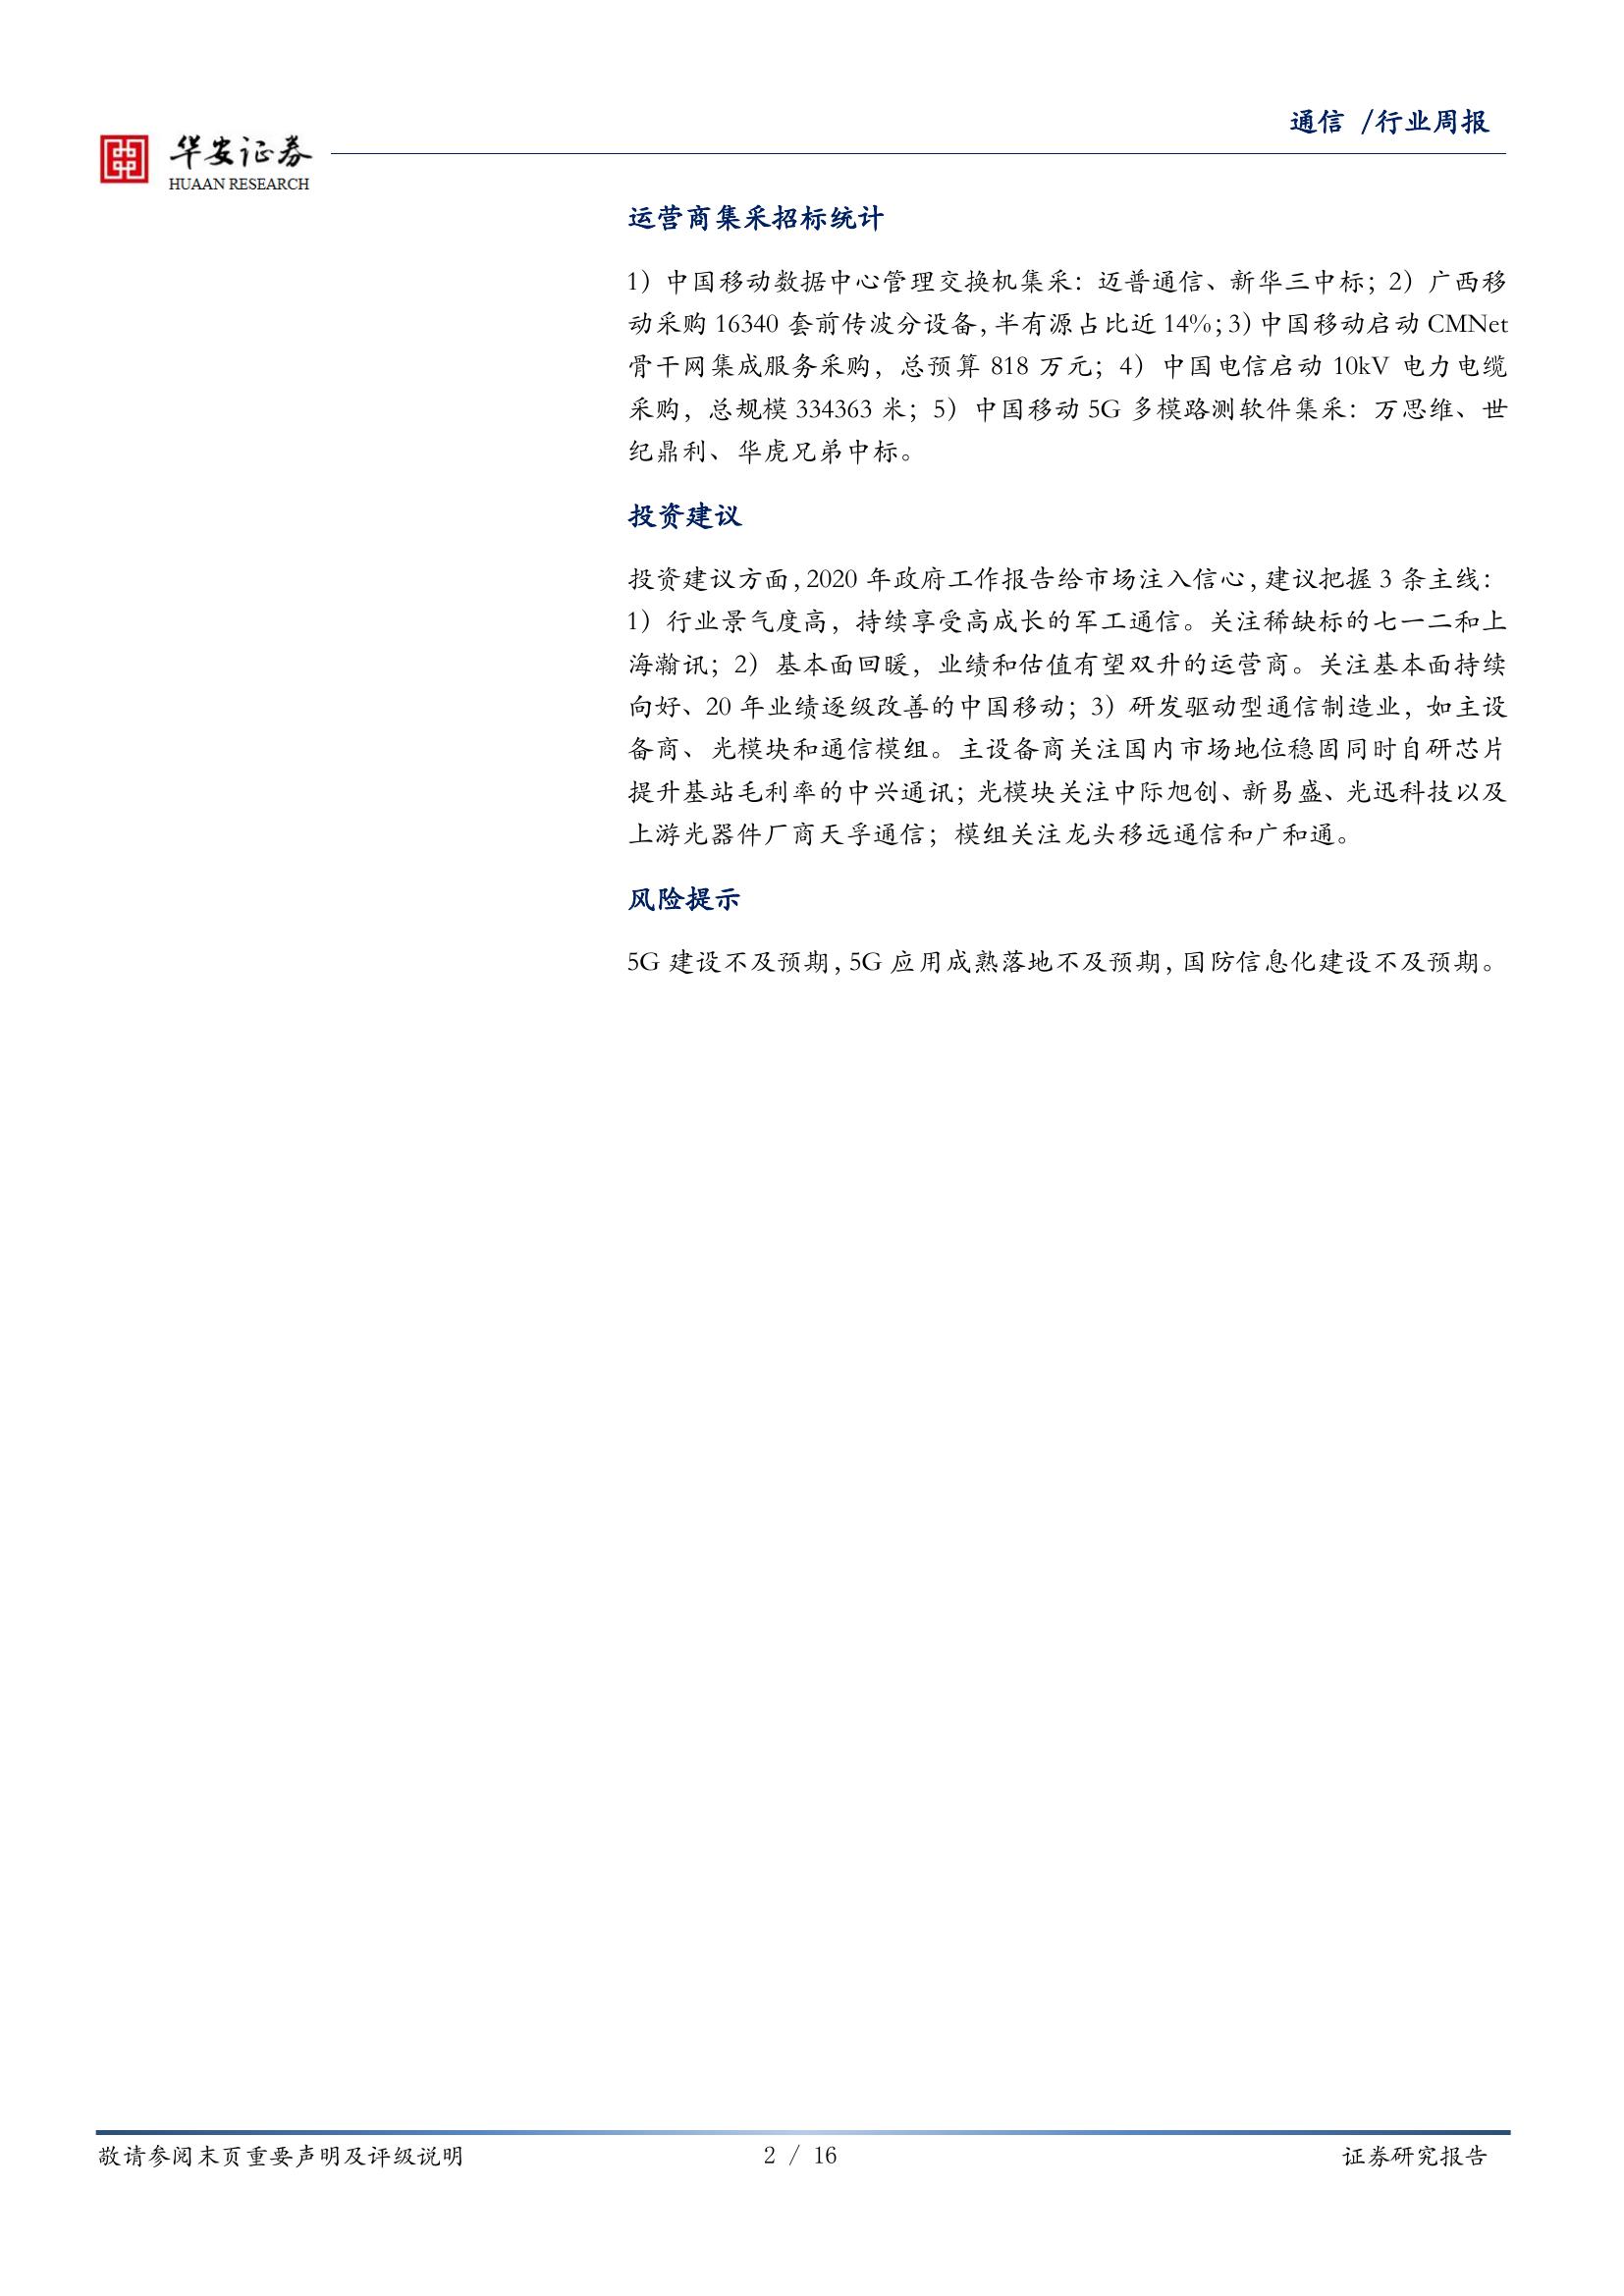 通信 /行业周报
华安证券
HUAAN RESEARCH
运营商集采招标统计
1）中国移动数据中心管理交换机集采：迈普通信、新华三中标；2）广西移
动采购 16340 套前传波分设备，半有源占比近 14%；3）中国移动启动 CMNet
骨干网集成服务采购，总预算 818 万元；4）中国电信启动 10kV 电力电缆
采购，总规模 334363 米；5）中国移动 5G 多模路测软件集采：万思维、世
纪鼎利、华虎兄弟中标。
投资建议
投资建议方面，2020 年政府工作报告给市场注入信心，建议把握 3 条主线：
1）行业景气度高，持续享受高成长的军工通信。关注稀缺标的七一二和上
海瀚讯；2）基本面回暖，业绩和估值有望双升的运营商。关注基本面持续
向好、20 年业绩逐级改善的中国移动；3）研发驱动型通信制造业，如主设
备商、光模块和通信模组。主设备商关注国内市场地位稳固同时自研芯片
提升基站毛利率的中兴通讯；光模块关注中际旭创、新易盛、光迅科技以及
上游光器件厂商天孚通信；模组关注龙头移远通信和广和通。
风险提示
5G 建设不及预期，5G 应用成熟落地不及预期，国防信息化建设不及预期。
敬请参阅末页重要声明及评级说明
2 / 16
证券研究报告